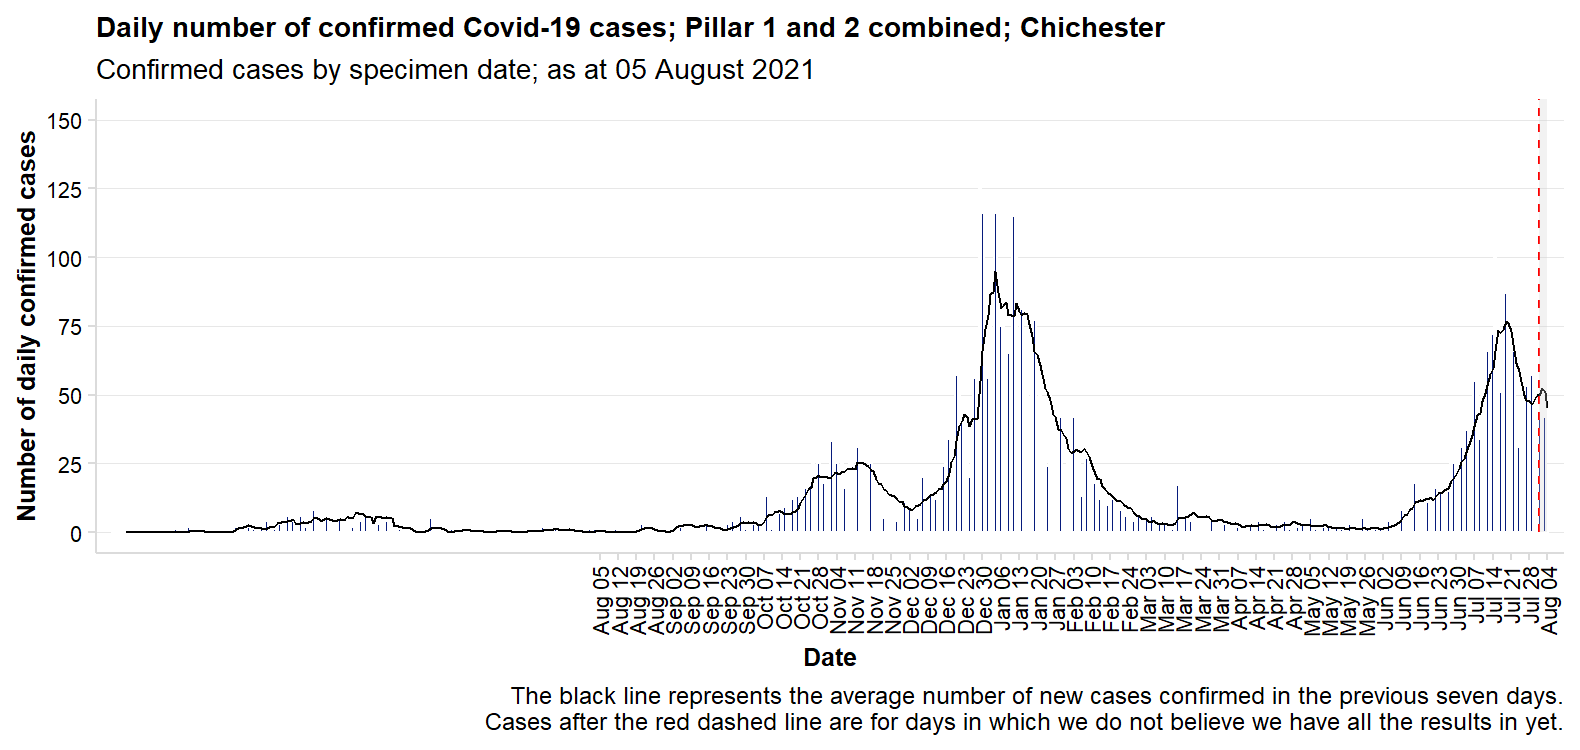 Daily number of confirmed Covid-19 cases; Pillar 1 and 2 combined; Chichester
Confirmed cases by specimen date; as at 05 August 2021
Number of daily confirmed cases
150
125
100
75
50
25
0
Aug 05
Aug 12
Aug 19
Aug 26
Sep 02
Sep 09
Sep 16
Sep 23
Sep 30
Oct 07
Oct 14
Oct 21
Oct 28
Nov 04
Nov 11
Nov 18
Nov 25
Dec 02
Dec 09
Dec 16
Dec 23
Dec 30
Jan 06
Jan 13
Jan 20
Jan 27
Feb 03
Feb 10
Feb 17
Feb 24
Mar 03
Mar 10
Mar 17
Mar 24
Mar 31
Apr 07
Apr 14
Apr 21
Apr 28
May 05
May 12
May 19
May 26
Jun 02
Jun 09
Jun 16
Jun 23
Jun 30
Jul 07
Jul 14
Jul 21
Jul 28
Aug 04
Date
The black line represents the average number of new cases confirmed in the previous seven days.
Cases after the red dashed line are for days in which we do not believe we have all the results in yet.